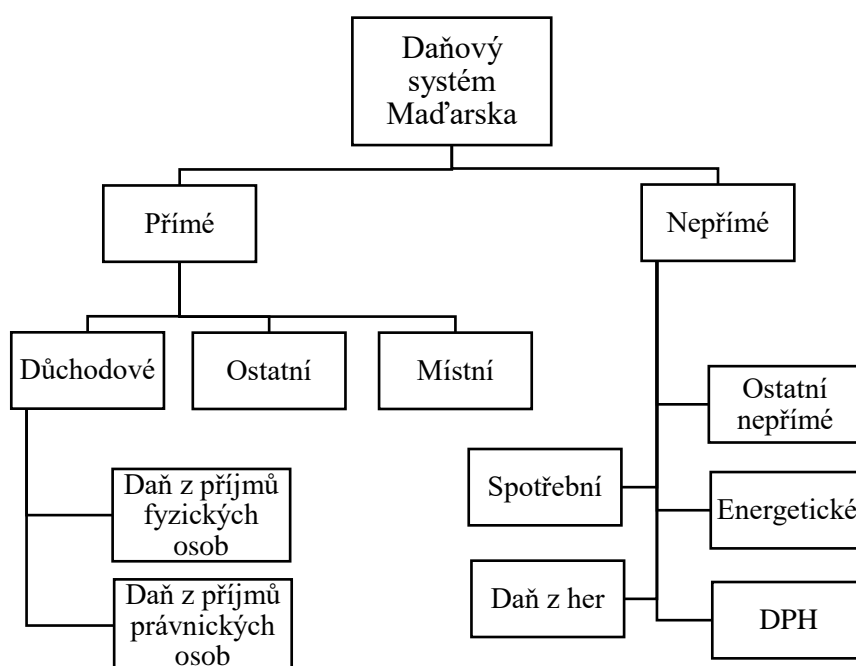 Daňový
systém
Maďarska
Přímé
Nepřímé
Důchodové
Ostatní
Místní
Ostatní
nepřímé
Spotřební
Energetické
Daň z příjmů
fyzických
osob
Daň z her
DPH
Daň z příjmů
právnických
osob